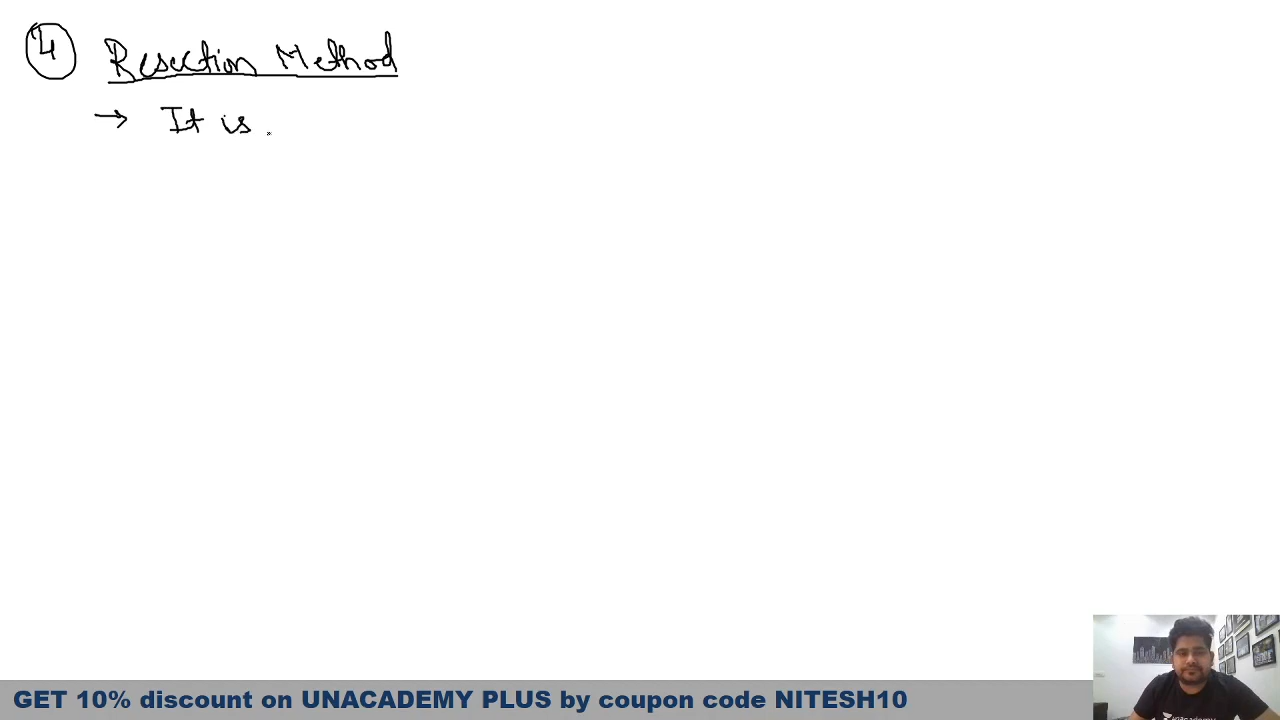 4 Resection Method
→ It is
GET 10% discount on UNACADEMY PLUS by coupon code NITESH10